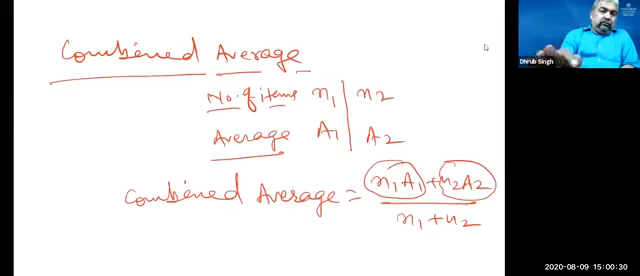 Combined Average
No. of items n1 | n2
Average A1 | A2
Combined Average = n1A1 + n2A2 / n1 + n2
Dhrub Singh
2020-08-09 15:00:30